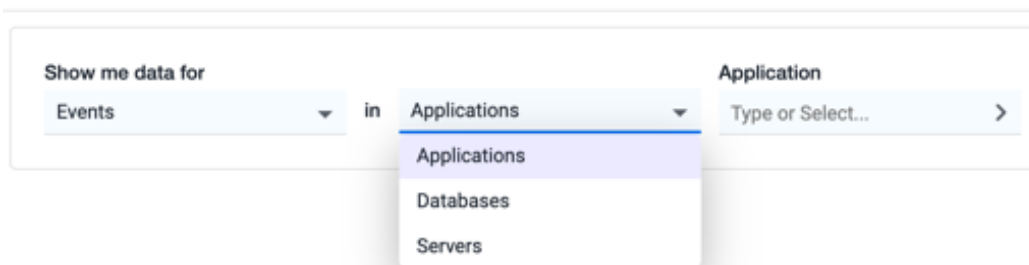 Show me data for
Application
Events
in
Applications
Type or Select...
Applications
Databases
Servers